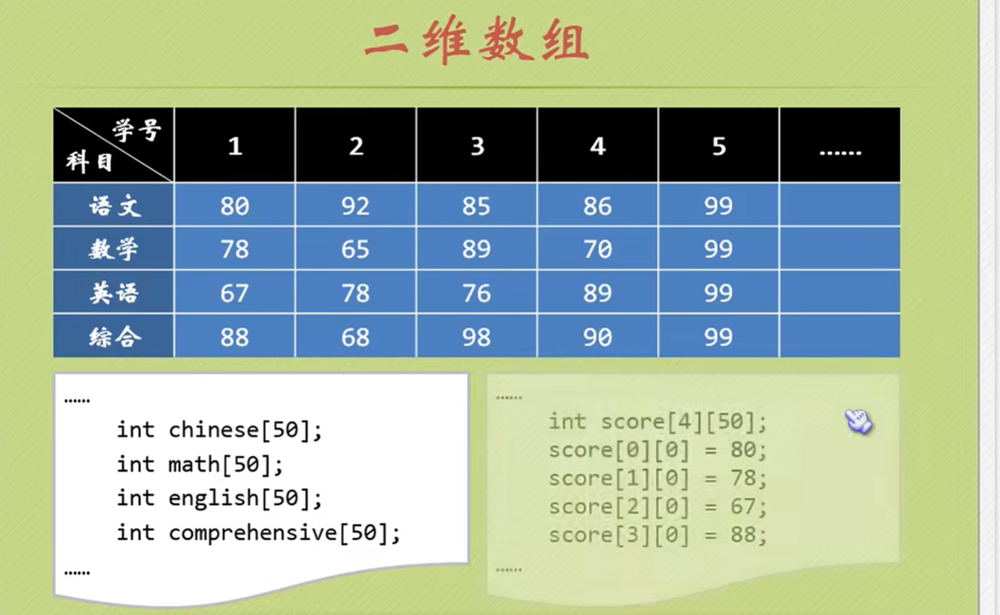 二维数组
学号
科目
1 2 3 4 5 ……
语文 80 92 85 86 99
数学 78 65 89 70 99
英语 67 78 76 89 99
综合 88 68 98 90 99
……
int chinese[50];
int math[50];
int english[50];
int comprehensive[50];
……
……
int score[4][50];
score[0][0] = 80;
score[1][0] = 78;
score[2][0] = 67;
score[3][0] = 88;
……